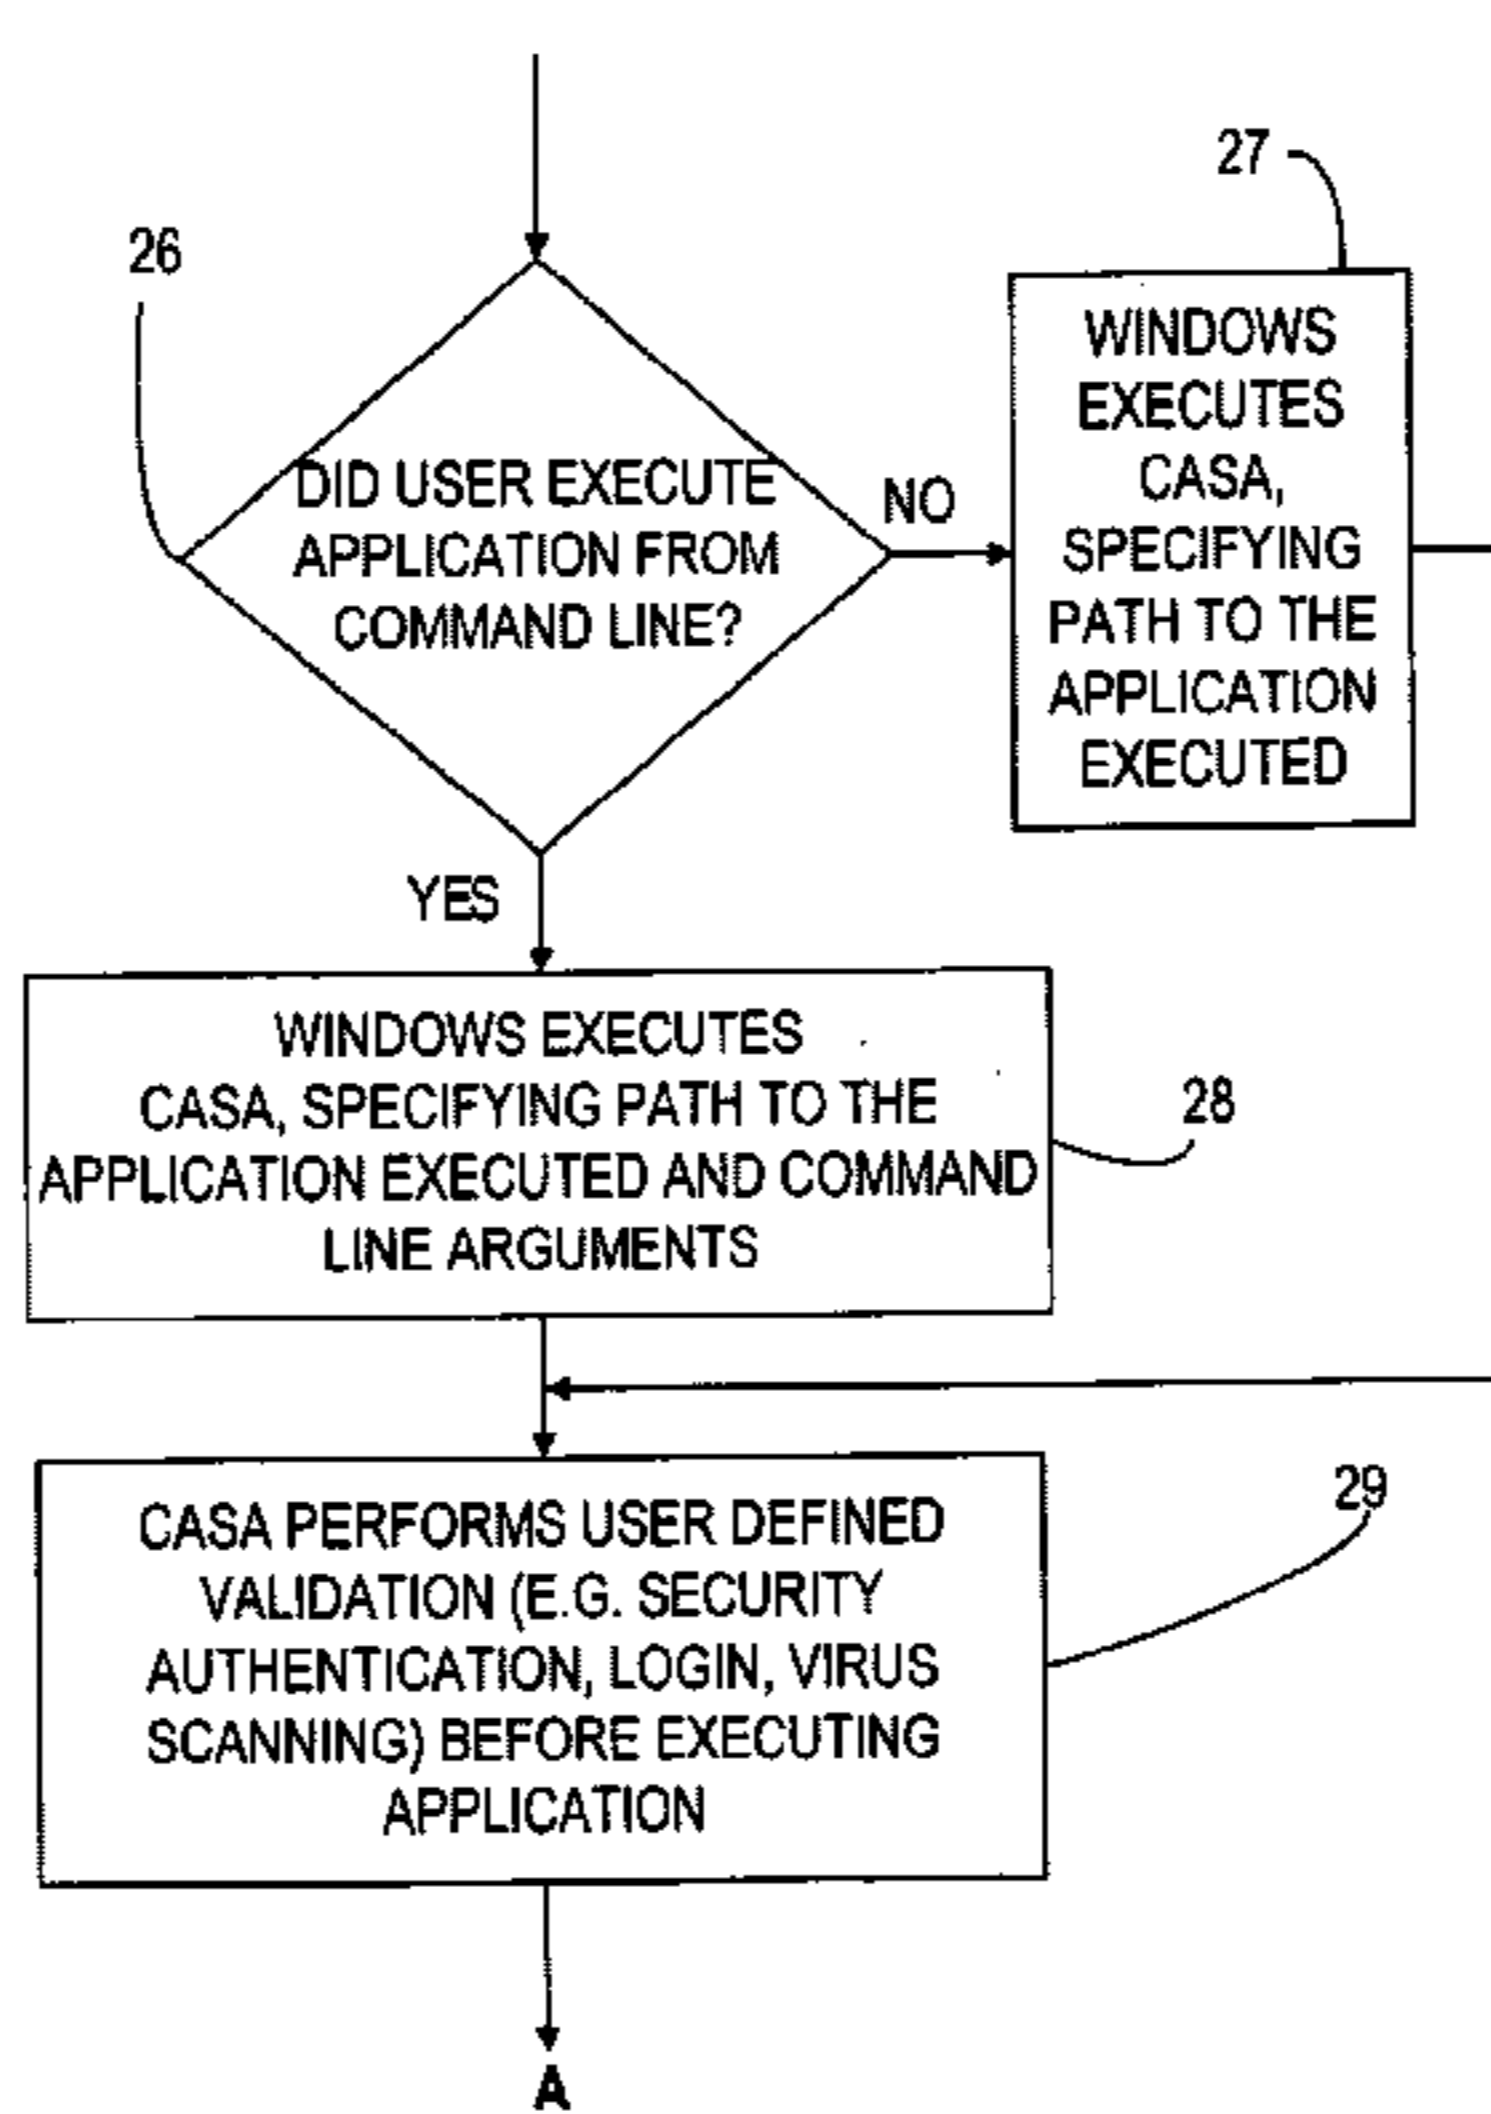 27
26
WINDOWS
EXECUTES
CASA,
SPECIFYING
PATH TO THE
APPLICATION
EXECUTED
DID USER EXECUTE
APPLICATION FROM
COMMAND LINE?
NO
YES
WINDOWS EXECUTES
CASA, SPECIFYING PATH TO THE
APPLICATION EXECUTED AND COMMAND
LINE ARGUMENTS
28
29
CASA PERFORMS USER DEFINED
VALIDATION (E.G. SECURITY
AUTHENTICATION, LOGIN, VIRUS
SCANNING) BEFORE EXECUTING
APPLICATION
A